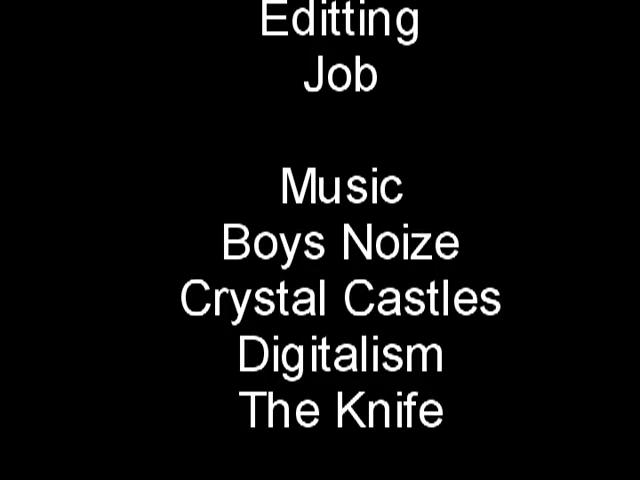 Editting
Job
Music
Boys Noize
Crystal Castles
Digitalism
The Knife